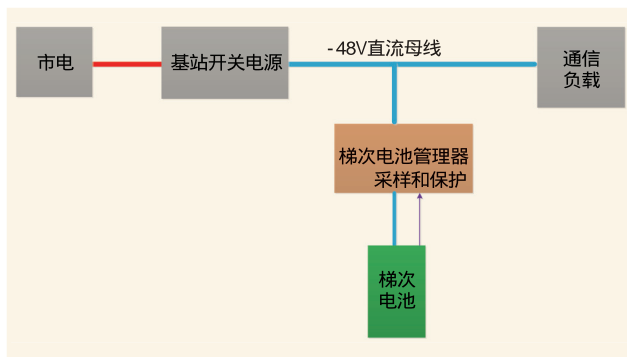 -48V直流母线
市电
基站开关电源
通信
负载
梯次电池管理器
采样和保护
梯次
电池